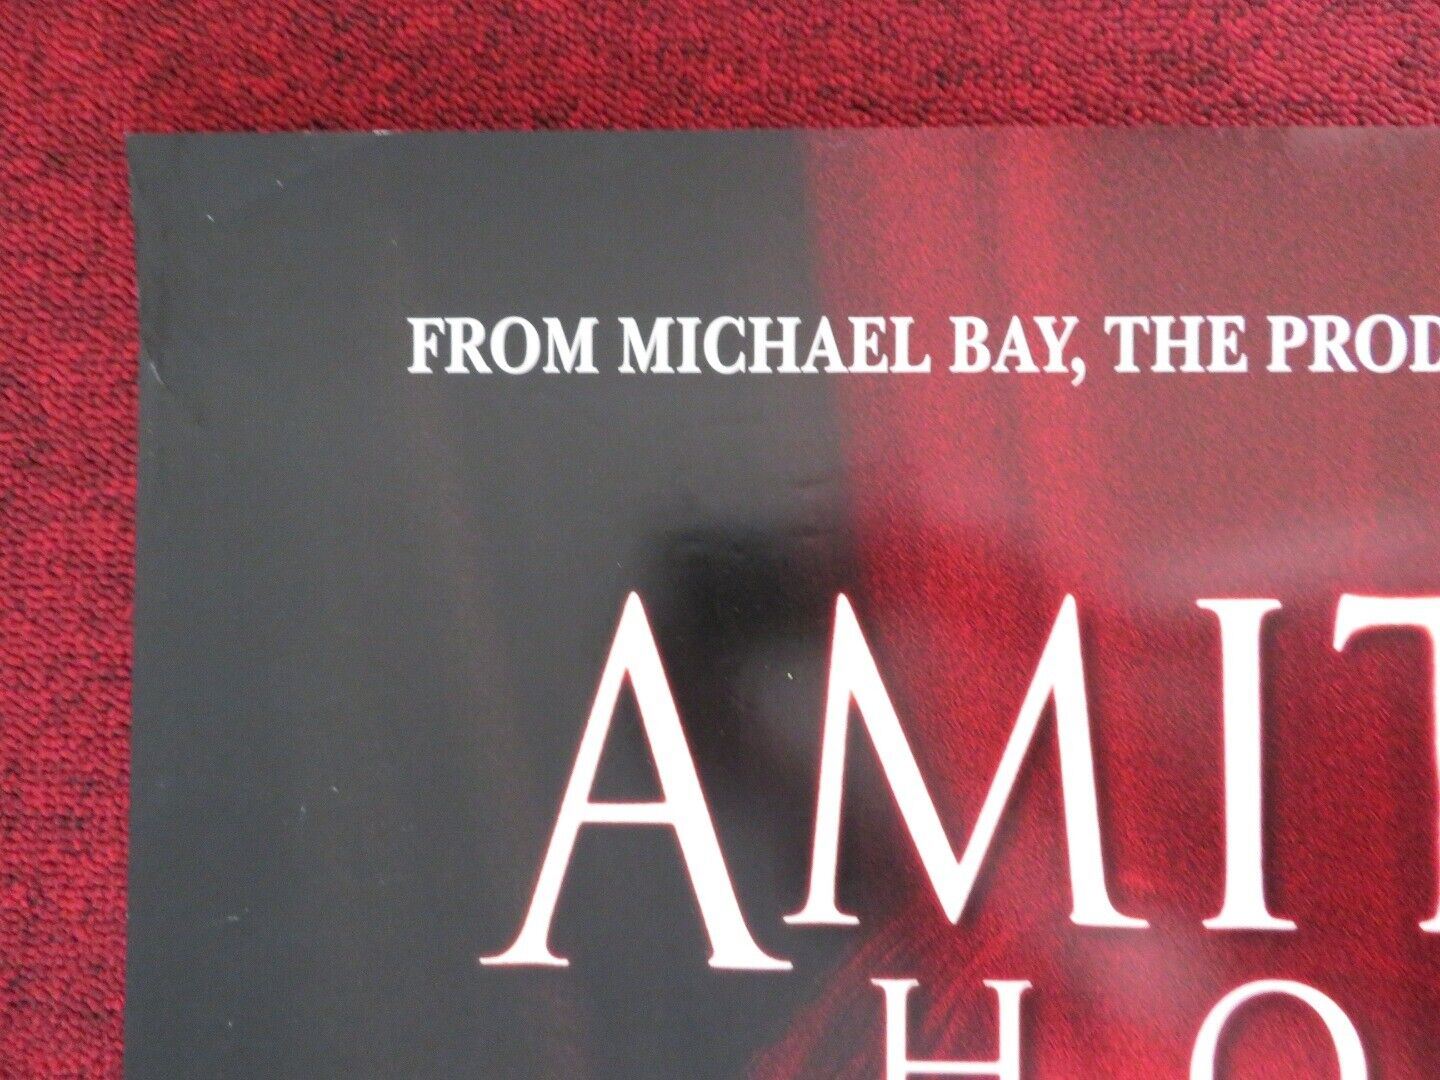 FROM MICHAEL BAY, THE PROD
AMIT
HO